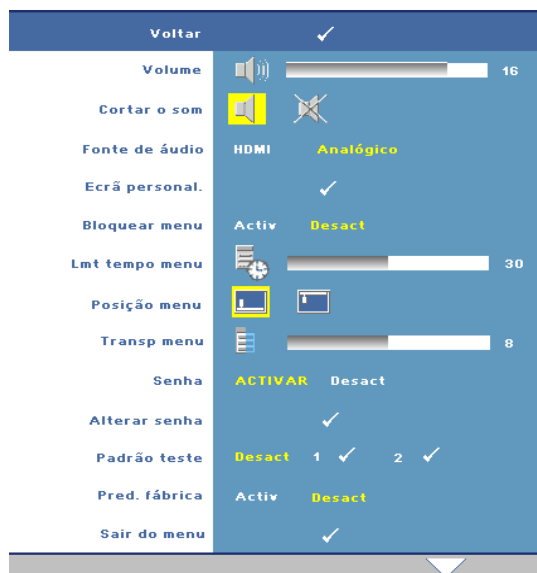 Voltar
Volume 16
Cortar o som
Fonte de áudio HDMI Analógico
Ecrã personal.
Bloquear menu Activ Desact
Lmt tempo menu 30
Posição menu
Transp menu 8
Senha ACTIVAR Desact
Alterar senha
Padrão teste Desact 1 2
Pred. fábrica Activ Desact
Sair do menu